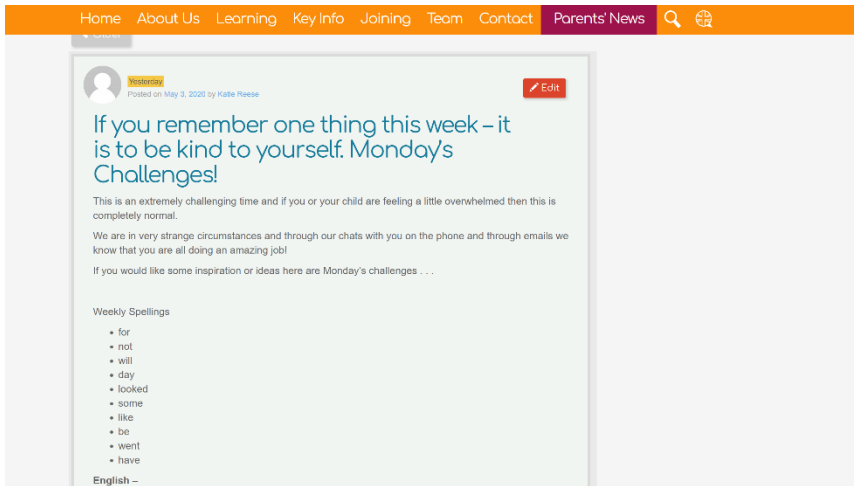 Home About Us Learning Key Info Joining Team Contact Parents' News
Older
Yesterday
Posted on May 3, 2020 by Katie Reese
Edit
If you remember one thing this week – it
is to be kind to yourself. Monday's
Challenges!
This is an extremely challenging time and if you or your child are feeling a little overwhelmed then this is
completely normal.
We are in very strange circumstances and through our chats with you on the phone and through emails we
know that you are all doing an amazing job!
If you would like some inspiration or ideas here are Monday's challenges . . .
Weekly Spellings
• for
• not
• will
• day
• looked
• some
• like
• be
• went
• have
English –